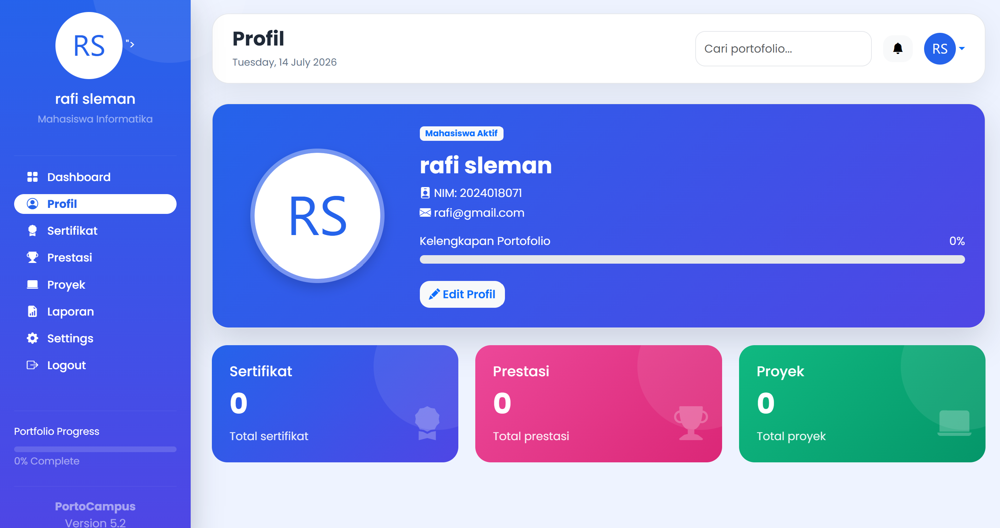 RS
">
rafi sleman
Mahasiswa Informatika
Dashboard
Profil
Sertifikat
Prestasi
Proyek
Laporan
Settings
Logout
Portfolio Progress
0% Complete
PortoCampus
Version 5.2
Profil
Tuesday, 14 July 2026
Cari portofolio...
RS
RS
Mahasiswa Aktif
rafi sleman
NIM: 2024018071
rafi@gmail.com
Kelengkapan Portofolio 0%
Edit Profil
Sertifikat
0
Total sertifikat
Prestasi
0
Total prestasi
Proyek
0
Total proyek